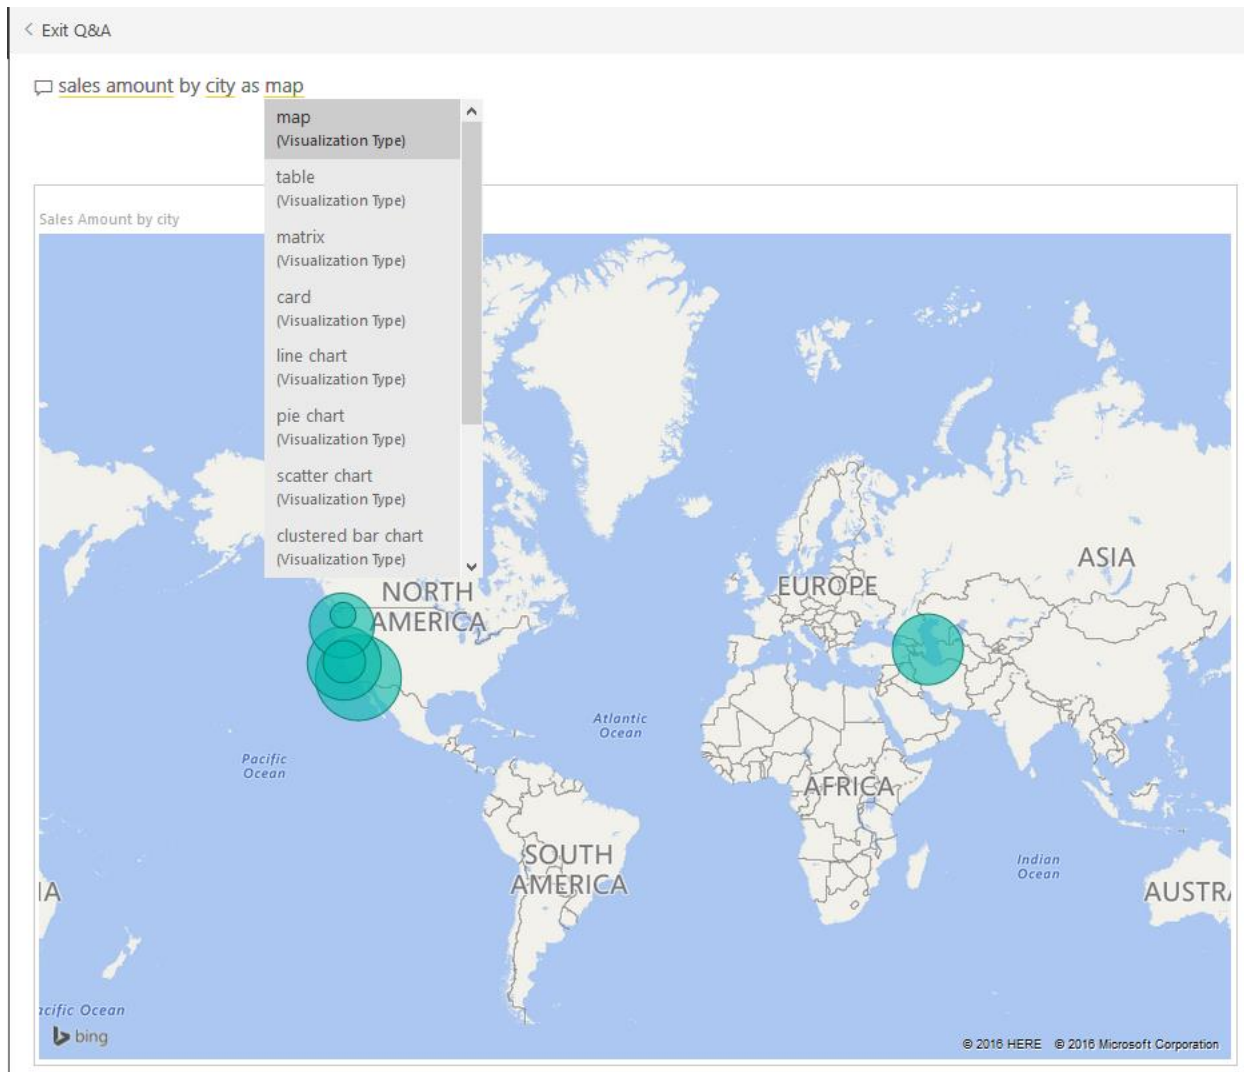 Exit Q&A
sales amount by city as map
map
(Visualization Type)
table
(Visualization Type)
matrix
(Visualization Type)
card
(Visualization Type)
line chart
(Visualization Type)
pie chart
(Visualization Type)
scatter chart
(Visualization Type)
clustered bar chart
(Visualization Type)
Sales Amount by city
NORTH
AMERICA
EUROPE
ASIA
Atlantic
Ocean
Pacific
Ocean
AFRICA
SOUTH
AMERICA
Indian
Ocean
IA
AUSTRA
acific Ocean
bing
© 2016 HERE © 2016 Microsoft Corporation